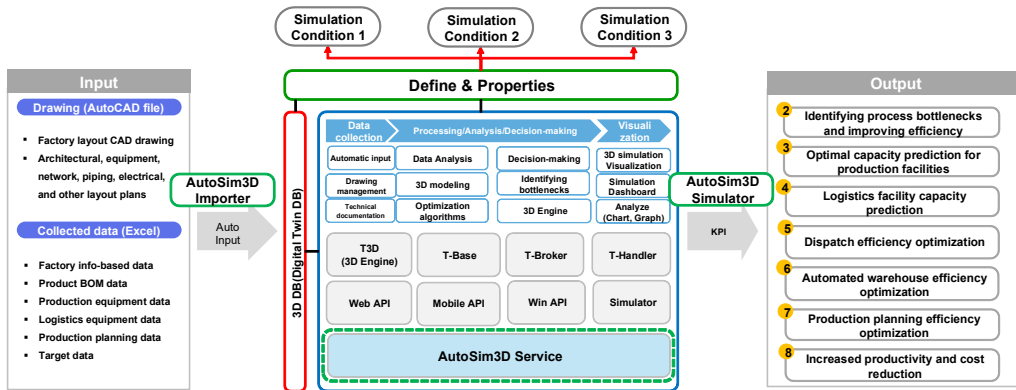 Simulation
Condition 1
Simulation
Condition 2
Simulation
Condition 3
Input
Drawing (AutoCAD file)
Factory layout CAD drawing
Architectural, equipment,
network, piping, electrical,
and other layout plans
Collected data (Excel)
Factory info-based data
Product BOM data
Production equipment data
Logistics equipment data
Production planning data
Target data
AutoSim3D
Importer
Auto
Input
3D DB(Digital Twin DB)
Define & Properties
Data
collection
Processing/Analysis/Decision-making
Visuali
zation
Automatic input
Data Analysis
Decision-making
3D simulation
Visualization
Drawing
management
3D modeling
Identifying
bottlenecks
Simulation
Dashboard
Technical
documentation
Optimization
algorithms
3D Engine
Analyze
(Chart, Graph)
T3D
(3D Engine)
T-Base
T-Broker
T-Handler
Web API
Mobile API
Win API
Simulator
AutoSim3D Service
AutoSim3D
Simulator
KPI
Output
2
Identifying process bottlenecks
and improving efficiency
3
Optimal capacity prediction for
production facilities
4
Logistics facility capacity
prediction
5
Dispatch efficiency optimization
6
Automated warehouse efficiency
optimization
7
Production planning efficiency
optimization
8
Increased productivity and cost
reduction